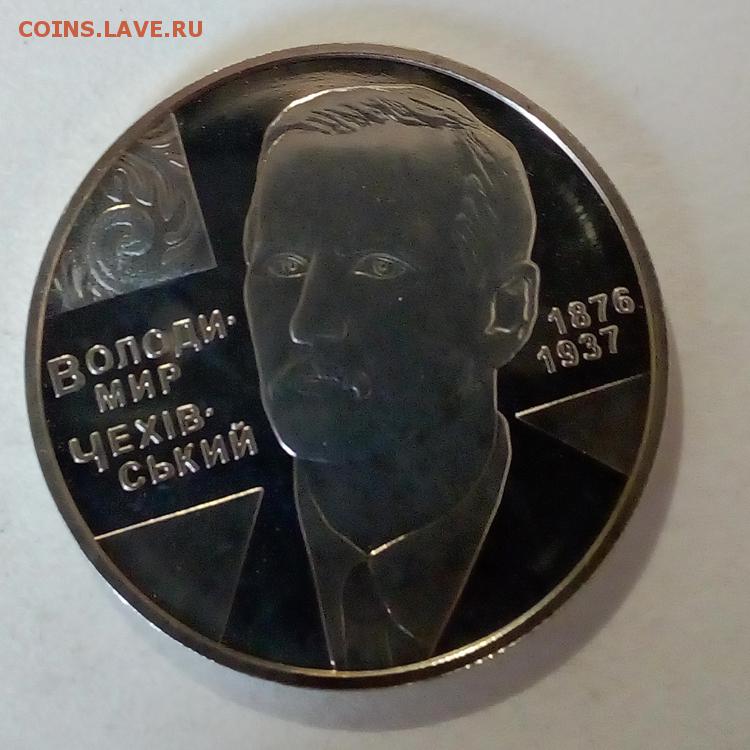 COINS.LAVE.RU
ВОЛОДИ-
МИР
ЧЕХІВ-
СЬКИЙ
1876
1937